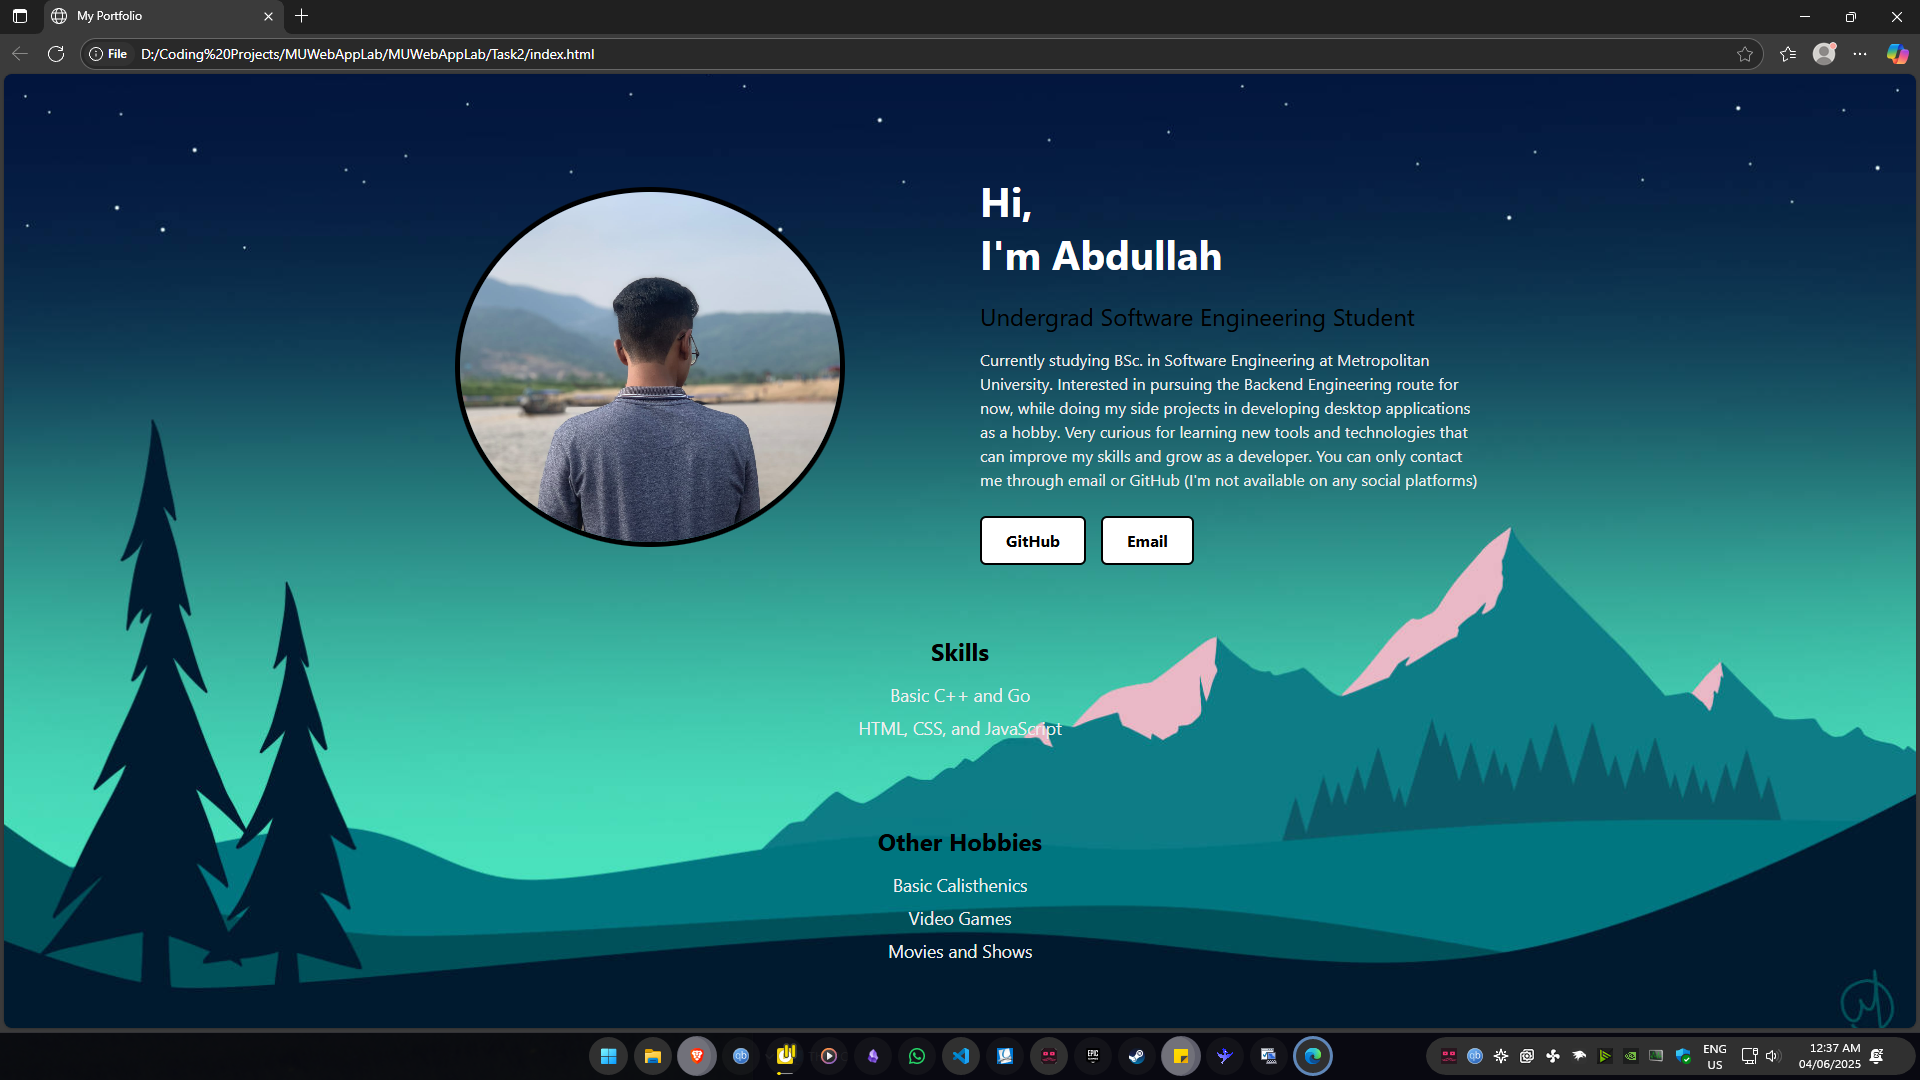 My Portfolio
File D:/Coding%20Projects/MUWebAppLab/MUWebAppLab/Task2/index.html
Hi,
I'm Abdullah
Undergrad Software Engineering Student
Currently studying BSc. in Software Engineering at Metropolitan
University. Interested in pursuing the Backend Engineering route for
now, while doing my side projects in developing desktop applications
as a hobby. Very curious for learning new tools and technologies that
can improve my skills and grow as a developer. You can only contact
me through email or GitHub (I'm not available on any social platforms)
GitHub Email
Skills
Basic C++ and Go
HTML, CSS, and JavaScript
Other Hobbies
Basic Calisthenics
Video Games
Movies and Shows
qb
EPIC
qb
ENG
US
12:37 AM
04/06/2025